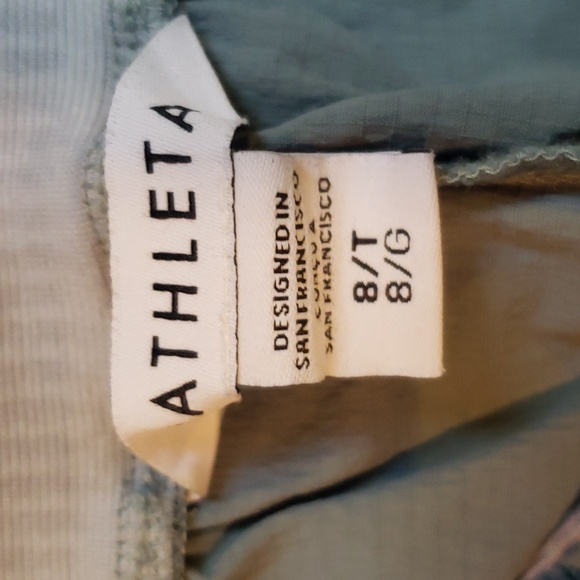 ATHLETA
DESIGNED IN
SAN FRANCISCO
CONÇU A
SAN FRANCISCO
8/T
8/G